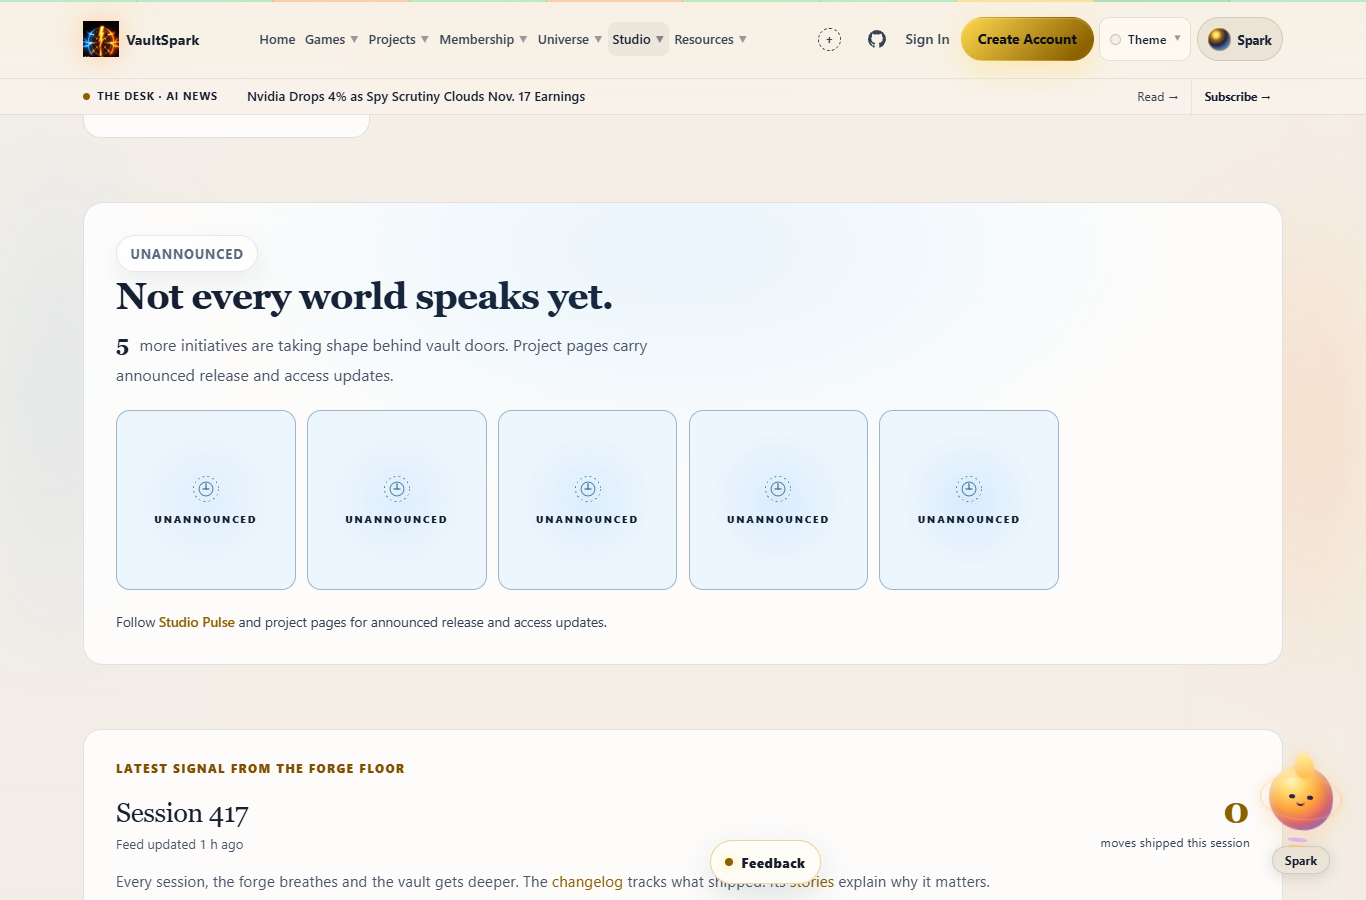 VaultSpark
Home Games Projects Membership Universe Studio Resources
+
Sign In
Create Account
Theme
Spark
THE DESK · AI NEWS
Nvidia Drops 4% as Spy Scrutiny Clouds Nov. 17 Earnings
Read →
Subscribe →
UNANNOUNCED
Not every world speaks yet.
5 more initiatives are taking shape behind vault doors. Project pages carry
announced release and access updates.
UNANNOUNCED UNANNOUNCED UNANNOUNCED UNANNOUNCED UNANNOUNCED
Follow Studio Pulse and project pages for announced release and access updates.
LATEST SIGNAL FROM THE FORGE FLOOR
Session 417
Feed updated 1 h ago
0
moves shipped this session
Every session, the forge breathes and the vault gets deeper. The changelog tracks what shipped. Its stories explain why it matters.
Feedback
Spark